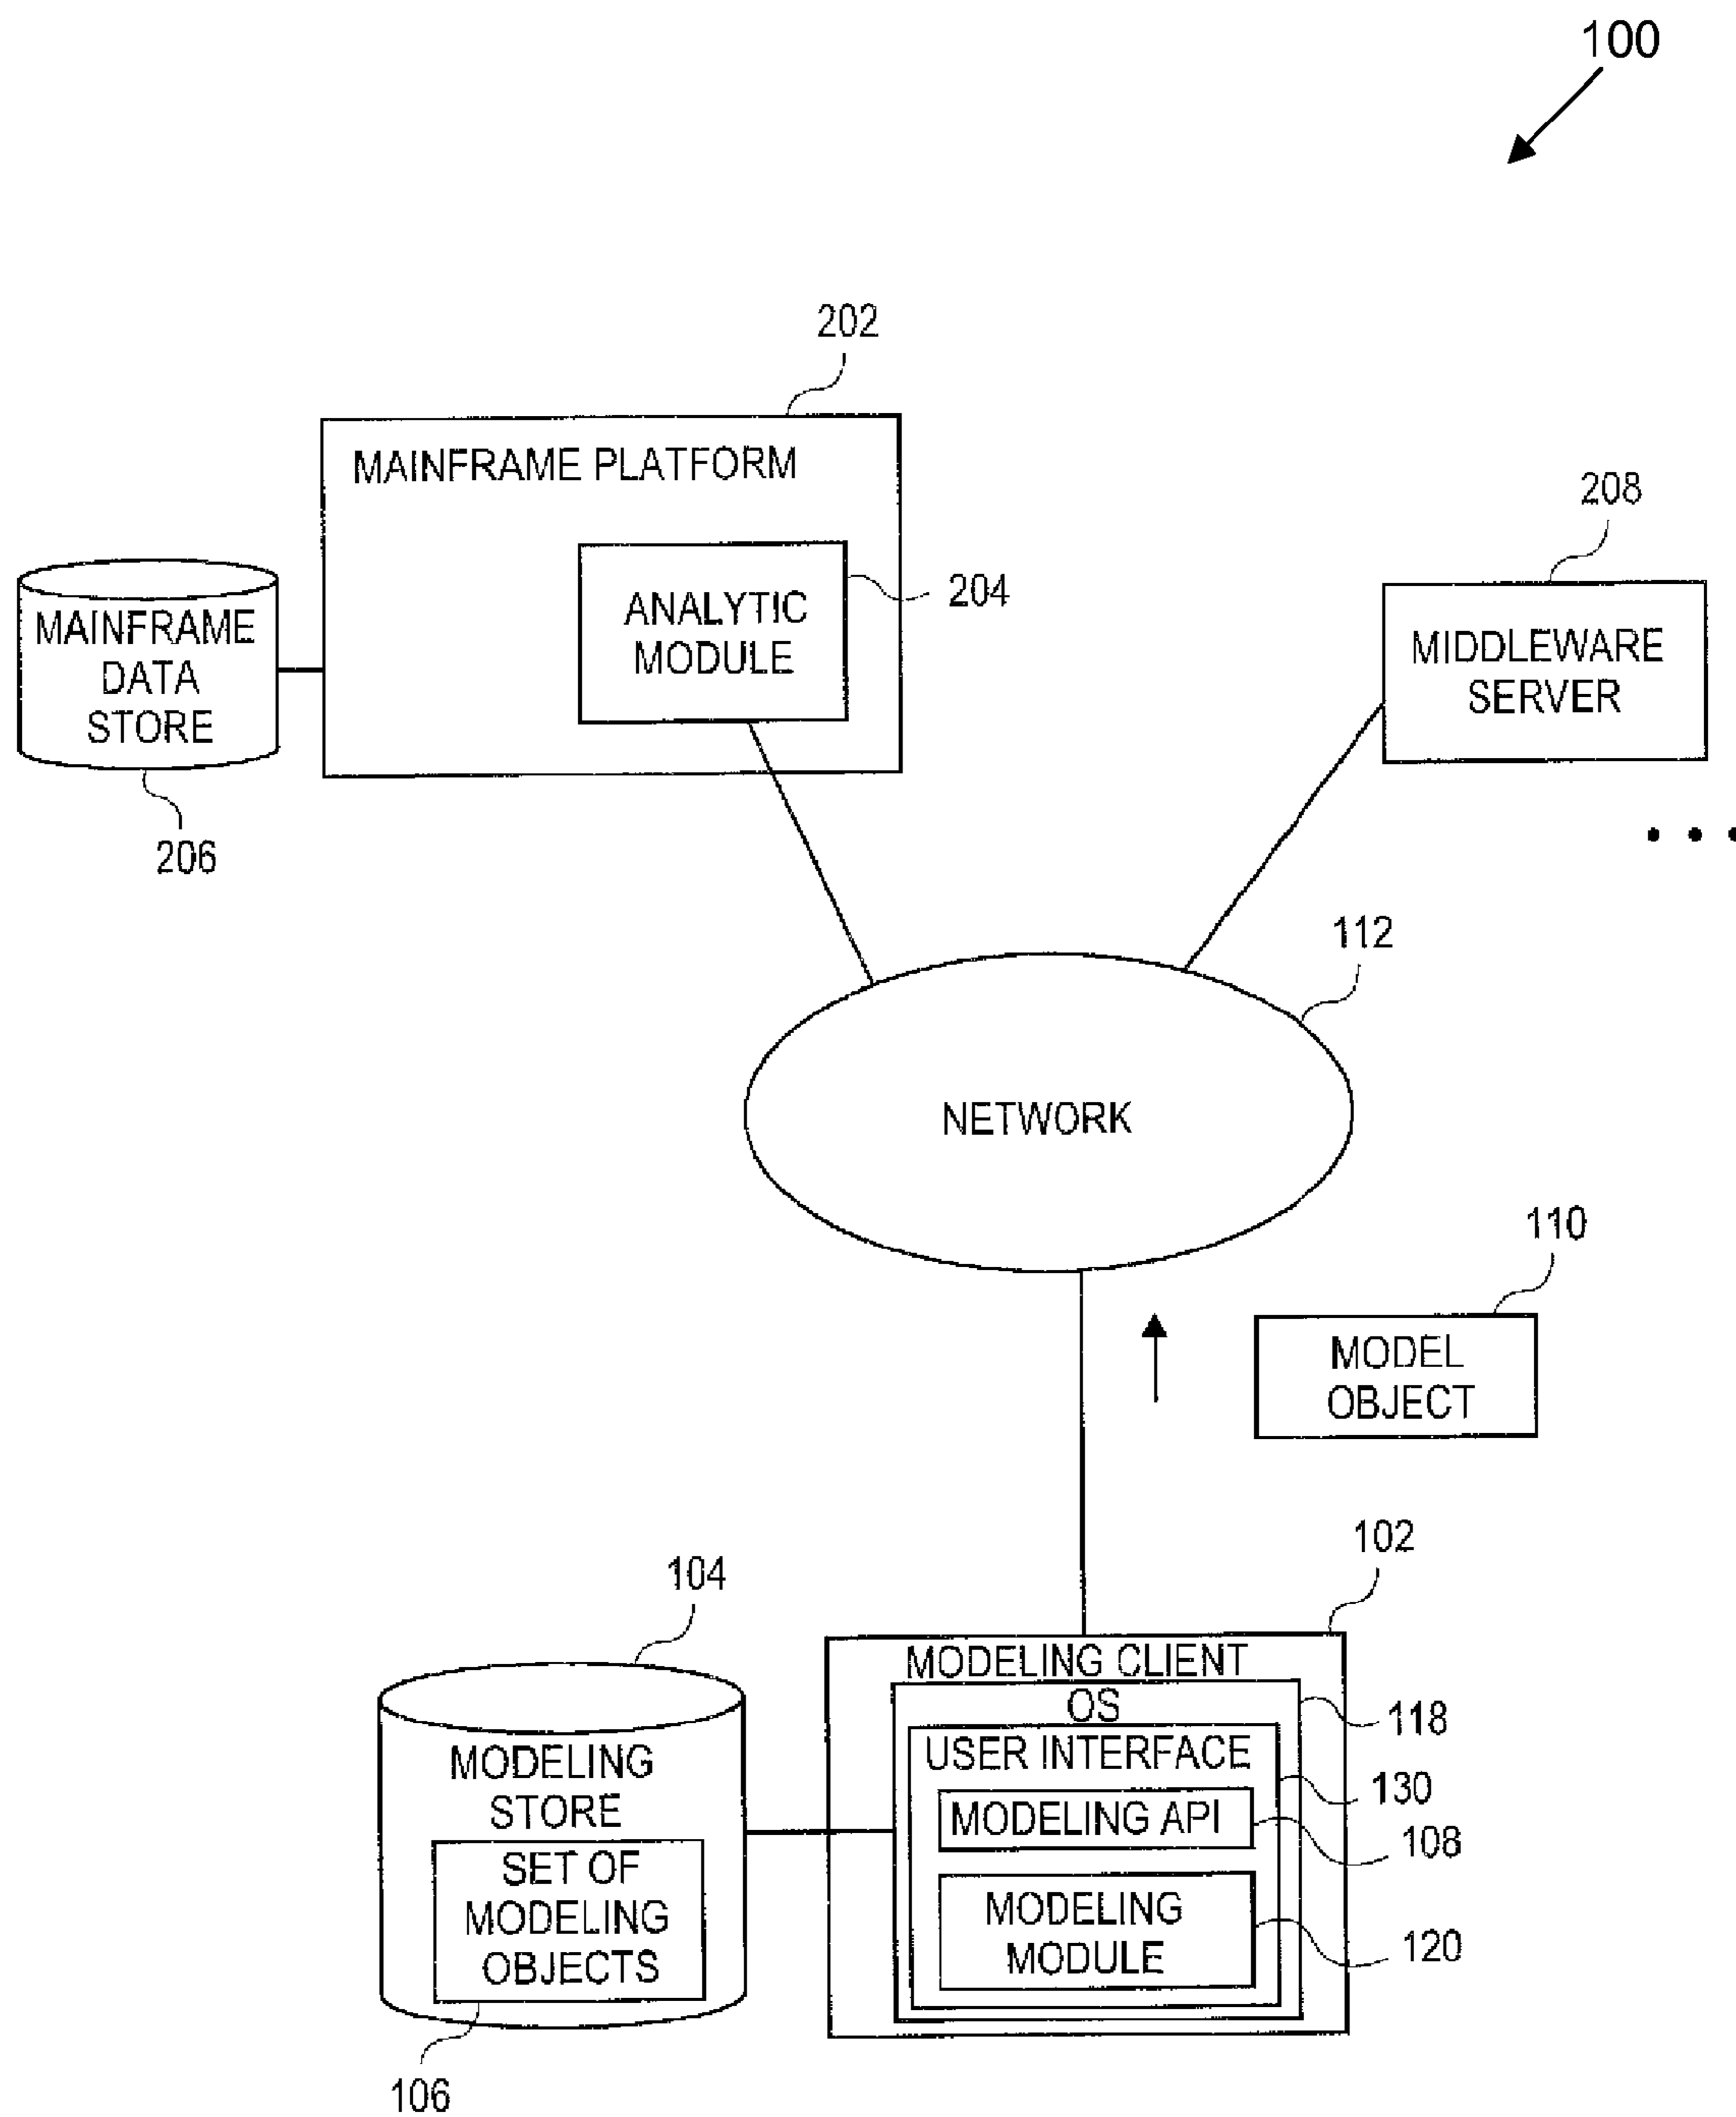 100
202
MAINFRAME PLATFORM
208
204
ANALYTIC
MODULE
MAINFRAME
DATA
STORE
MIDDLEWARE
SERVER
206
112
NETWORK
110
MODEL
OBJECT
102
104
MODELING CLIENT
OS
118
USER INTERFACE
130
MODELING
STORE
MODELING API
108
SET OF
MODELING
OBJECTS
MODELING
MODULE
120
106